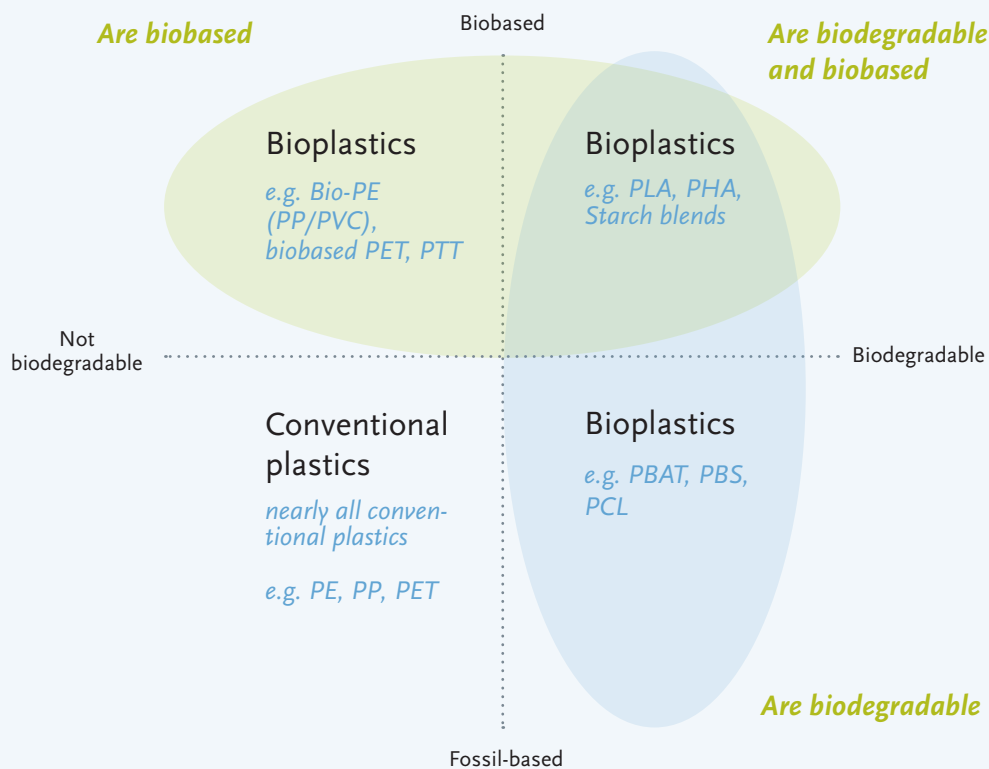 Are biobased
Biobased
Are biodegradable
and biobased
Bioplastics
e.g. Bio-PE
(PP/PVC),
biobased PET, PTT
Bioplastics
e.g. PLA, PHA,
Starch blends
Not
biodegradable
Biodegradable
Conventional
plastics
nearly all conven-
tional plastics
e.g. PE, PP, PET
Bioplastics
e.g. PBAT, PBS,
PCL
Are biodegradable
Fossil-based